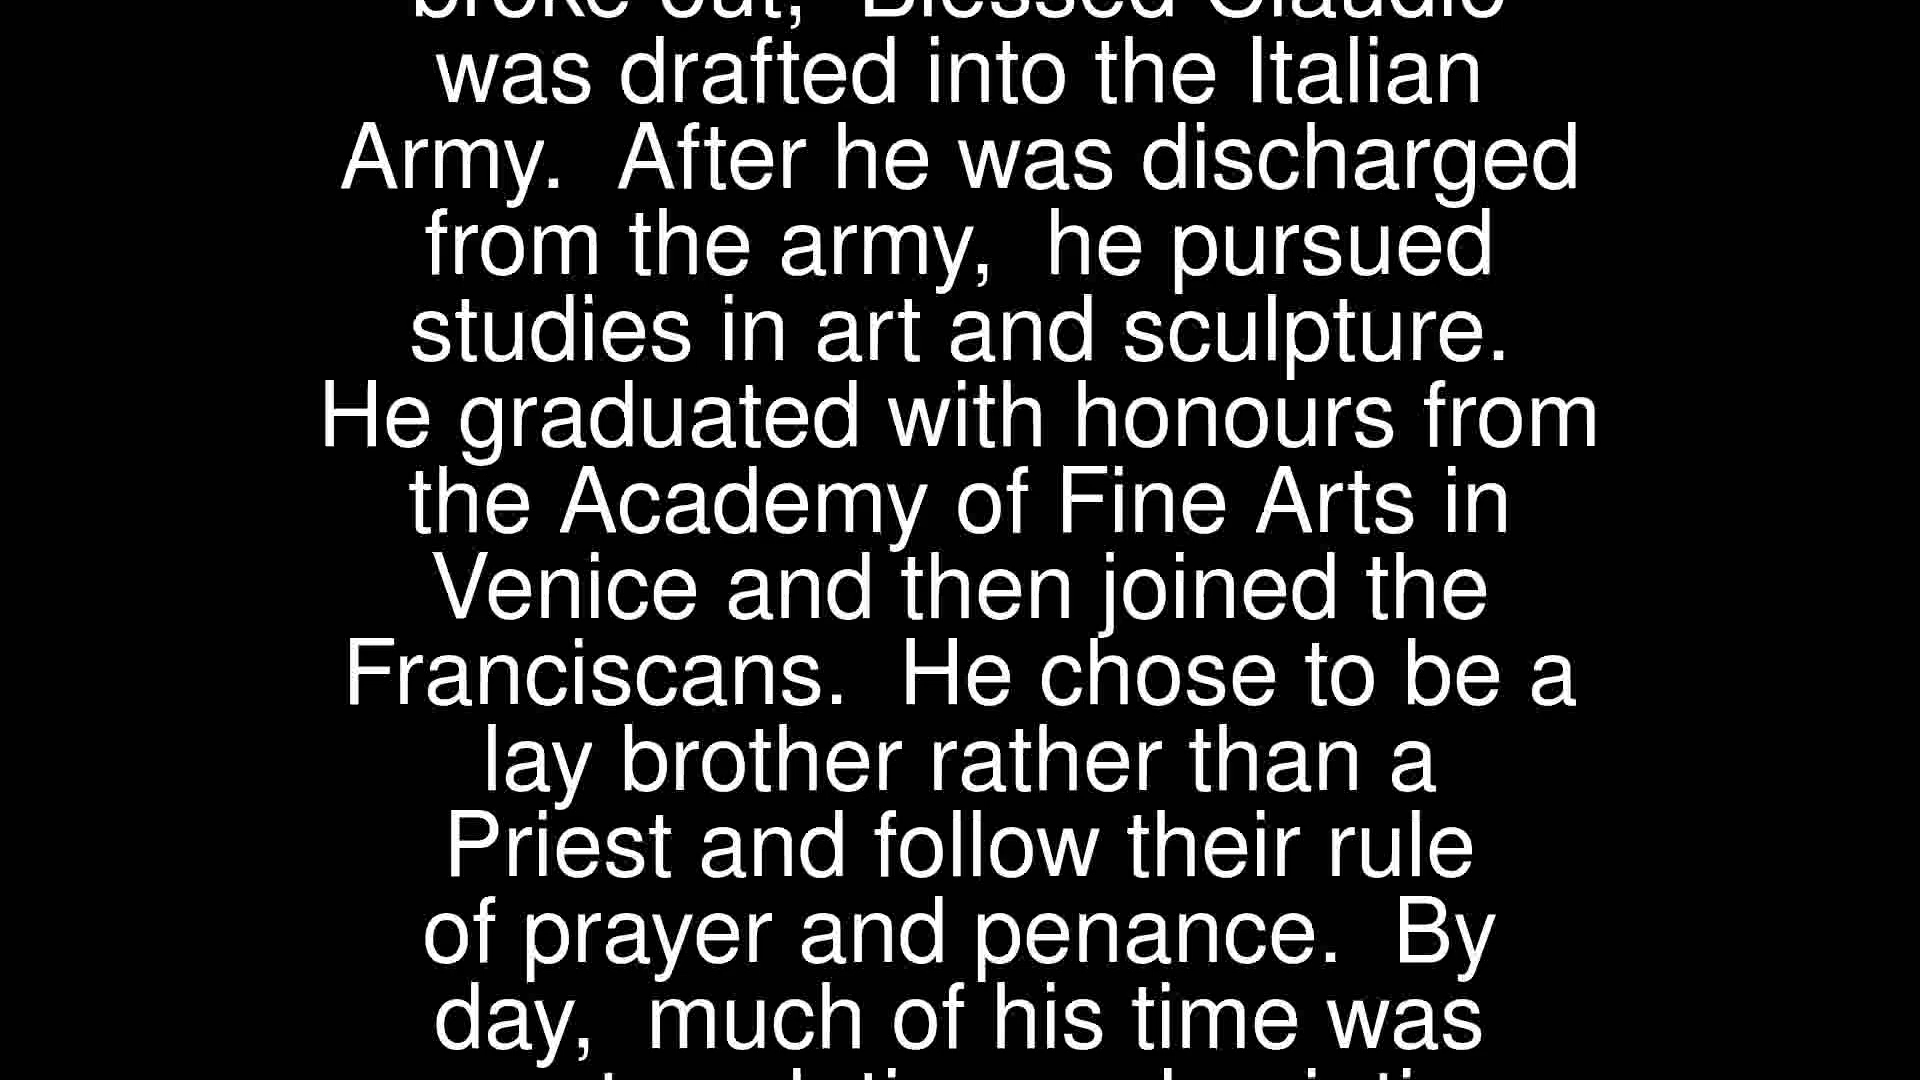 broke out,  Blessed Claudio
was drafted into the Italian
Army.  After he was discharged
from the army,  he pursued
studies in art and sculpture.
He graduated with honours from
the Academy of Fine Arts in
Venice and then joined the
Franciscans.  He chose to be a
lay brother rather than a
Priest and follow their rule
of prayer and penance.  By
day,  much of his time was